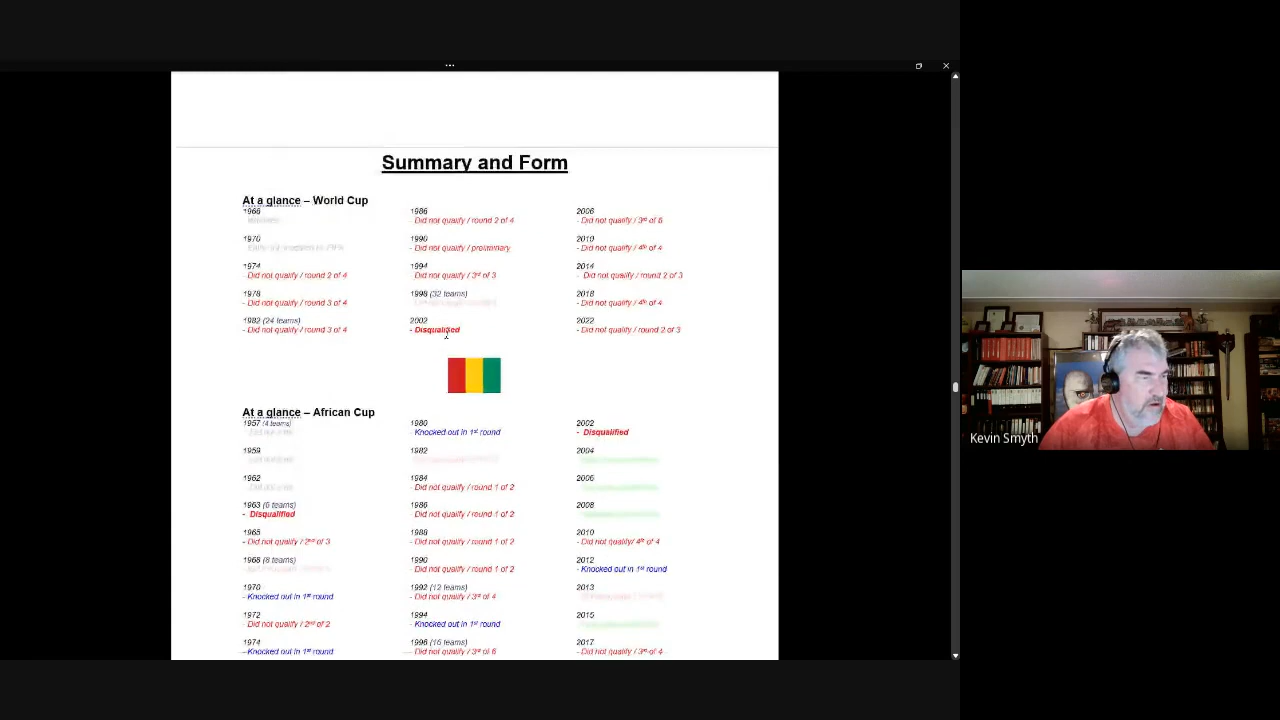 Summary and Form
At a glance – World Cup
1966
1970
1974
- Did not qualify / round 2 of 4
1978
- Did not qualify / round 3 of 4
1982 (24 teams)
- Did not qualify / round 3 of 4
1986
- Did not qualify / round 2 of 4
1990
- Did not qualify / preliminary
1994
- Did not qualify / 3rd of 3
1998 (32 teams)
2002
- Disqualified
2006
- Did not qualify / 3rd of 6
2010
- Did not qualify / 4th of 4
2014
- Did not qualify / round 2 of 3
2018
- Did not qualify / 4th of 4
2022
- Did not qualify / round 2 of 3
At a glance – African Cup
1957 (4 teams)
1959
1962
1963 (6 teams)
- Disqualified
1965
- Did not qualify / 2nd of 3
1968 (8 teams)
1970
- Knocked out in 1st round
1972
- Did not qualify / 2nd of 2
1974
- Knocked out in 1st round
1980
- Knocked out in 1st round
1982
1984
- Did not qualify / round 1 of 2
1986
- Did not qualify / round 1 of 2
1988
- Did not qualify / round 1 of 2
1990
- Did not qualify / round 1 of 2
1992 (12 teams)
- Did not qualify / 3rd of 4
1994
- Knocked out in 1st round
1996 (16 teams)
- Did not qualify / 3rd of 6
2002
- Disqualified
2004
2006
2008
2010
- Did not qualify/ 4th of 4
2012
- Knocked out in 1st round
2013
2015
2017
- Did not qualify / 3rd of 4
Kevin Smyth